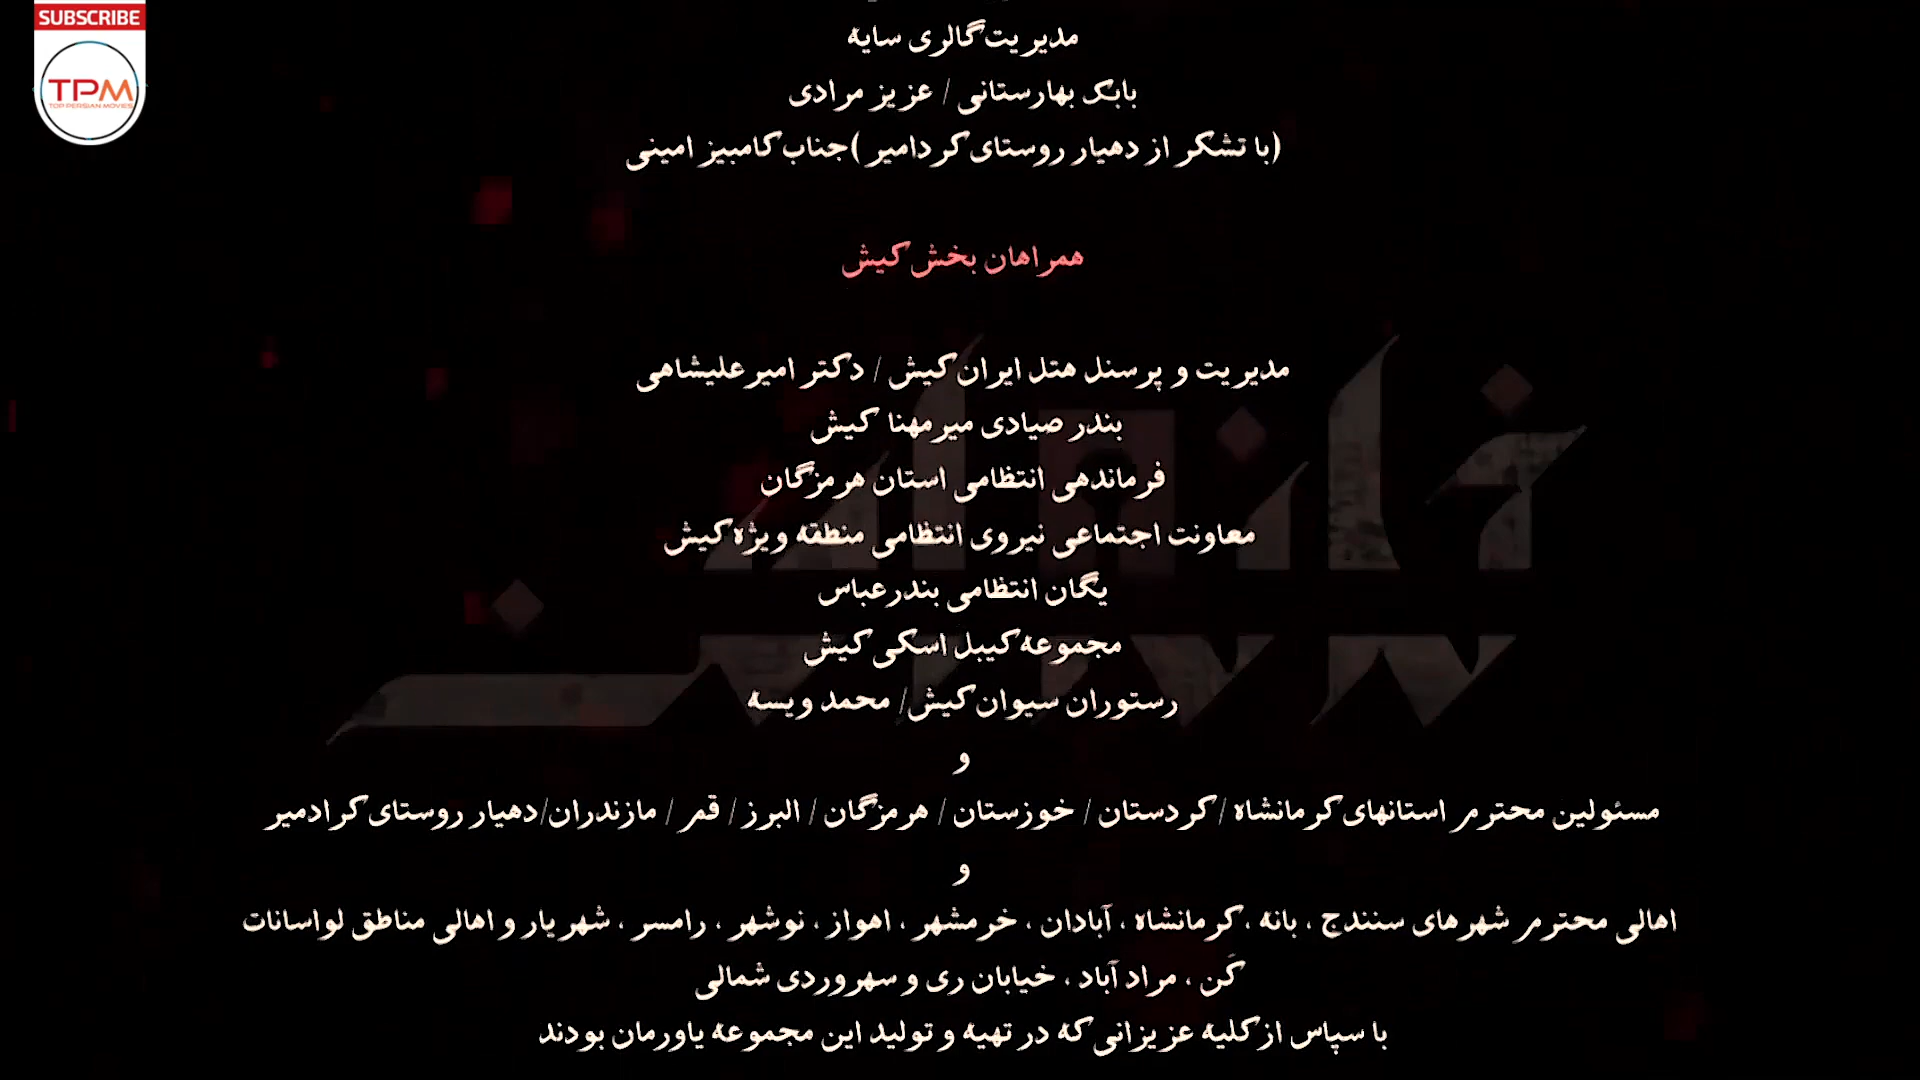 SUBSCRIBE
TPM
TOP PERSIAN MOVIES
مدیریت گالری سایه
بابک بهارستانی / عزیز مرادی
(با تشکر از دهیار روستای کردامیر )جناب کامبیز امینی
همراهان بخش کیش
مدیریت و پرسنل هتل ایران کیش / دکتر امیرعلیشاهی
بندر صیادی میرمهنا کیش
فرماندهی انتظامی استان هرمزگان
معاونت اجتماعی نیروی انتظامی منطقه ویژه کیش
یگان انتظامی بندرعباس
مجموعه کیبل اسکی کیش
رستوران سیوان کیش/ محمد ویسه
و
مسئولین محترم استانهای کرمانشاه / کردستان / خوزستان / هرمزگان / البرز / قم / مازندران/دهیار روستای کرادمیر
و
اهالی محترم شهرهای سنندج ، بانه ، کرمانشاه ، آبادان ، خرمشهر ، اهواز ، نوشهر ، رامسر ، شهریار و اهالی مناطق لواسانات
کَن ، مراد آباد ، خیابان ری و سهروردی شمالی
با سپاس از کلیه عزیزانی که در تهیه و تولید این مجموعه یاورمان بودند